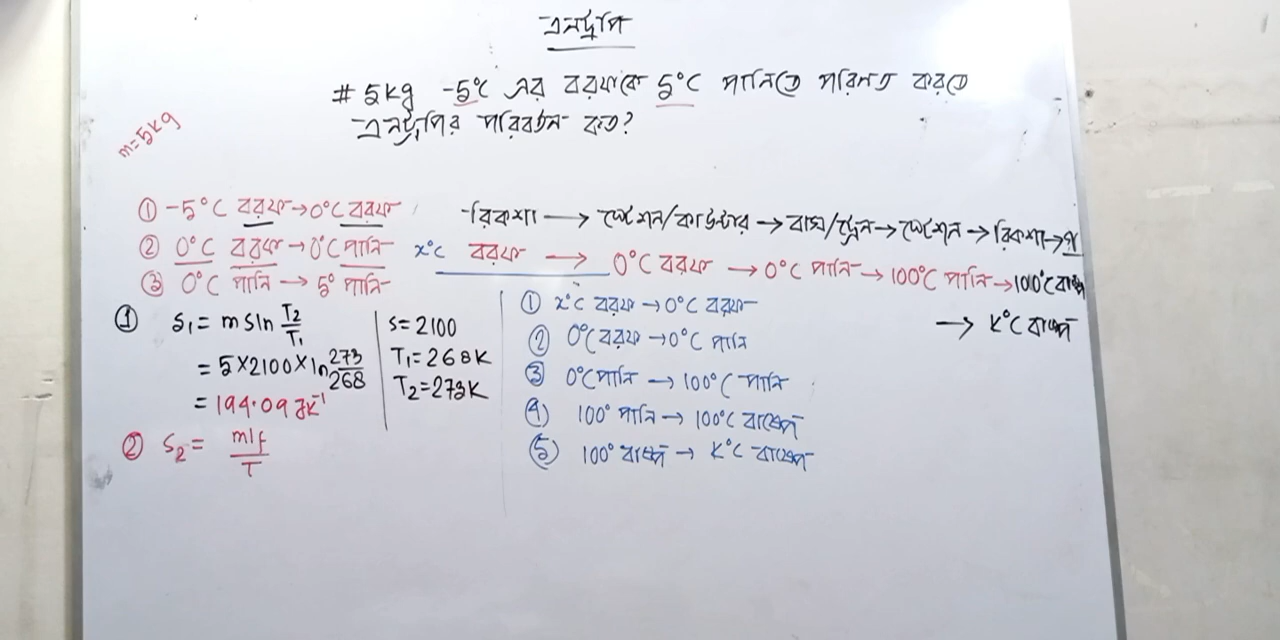 এনট্রপি
# 5kg -5°C এর বরফকে 5°C পানিতে পরিনত করতে
এনট্রপির পরিবর্তন কত?
m=5kg
① -5°C বরফ→0°C বরফ
② 0°C বরফ→0°C পানি
③ 0°C পানি → 5° পানি
রিকশা → স্টেশন/কাউন্টার → বাস/ট্রেন → স্টেশন → রিকশা →
x°C বরফ → 0°C বরফ → 0°C পানি → 100°C পানি → 100°C বাষ্প
→ K°C বাষ্প
① S₁ = msln T₂/T₁
= 5×2100×ln 273/268
= 194.09 JK⁻¹
s=2100
T₁=268K
T₂=273K
② S₂ = mlf/T
① x°C বরফ → 0°C বরফ
② 0°C বরফ → 0°C পানি
③ 0°C পানি → 100°C পানি
④ 100° পানি → 100°C বাষ্পে
⑤ 100° বাষ্প → K°C বাষ্পে